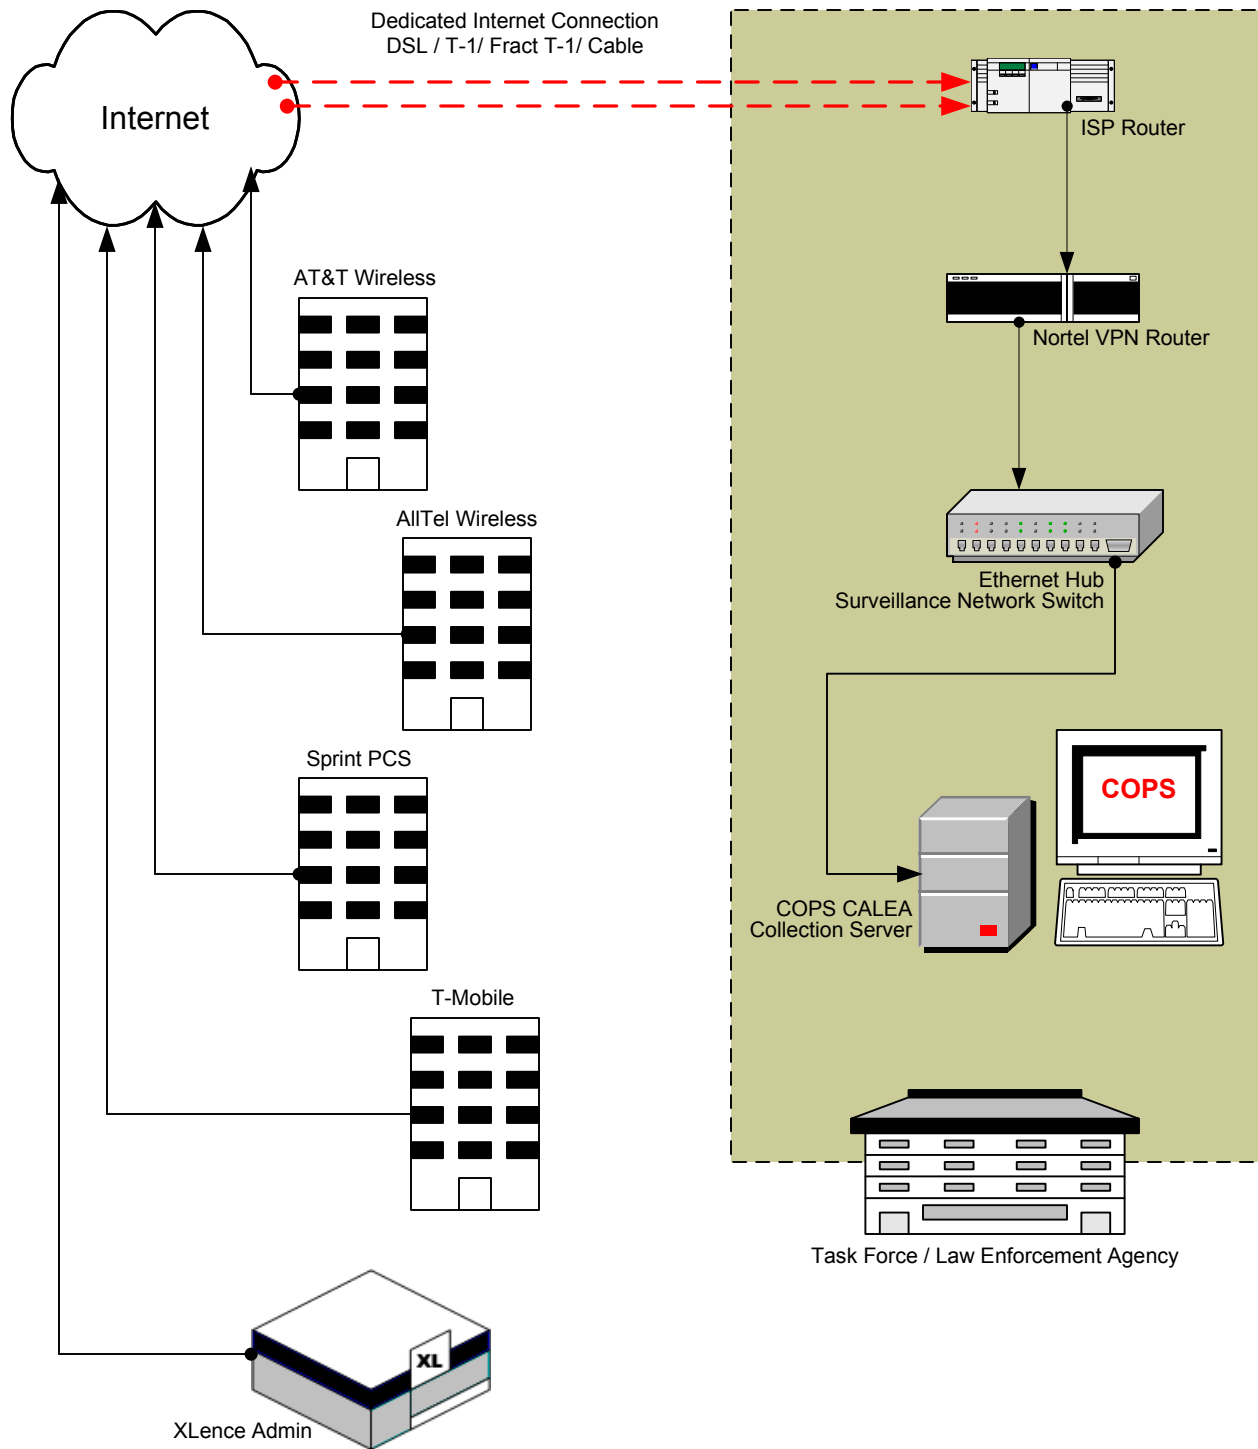 Dedicated Internet Connection
DSL / T-1/ Fract T-1/ Cable
Internet
ISP Router
AT&T Wireless
Nortel VPN Router
AllTel Wireless
Ethernet Hub
Surveillance Network Switch
Sprint PCS
COPS
COPS CALEA
Collection Server
T-Mobile
Task Force / Law Enforcement Agency
XL
XLence Admin